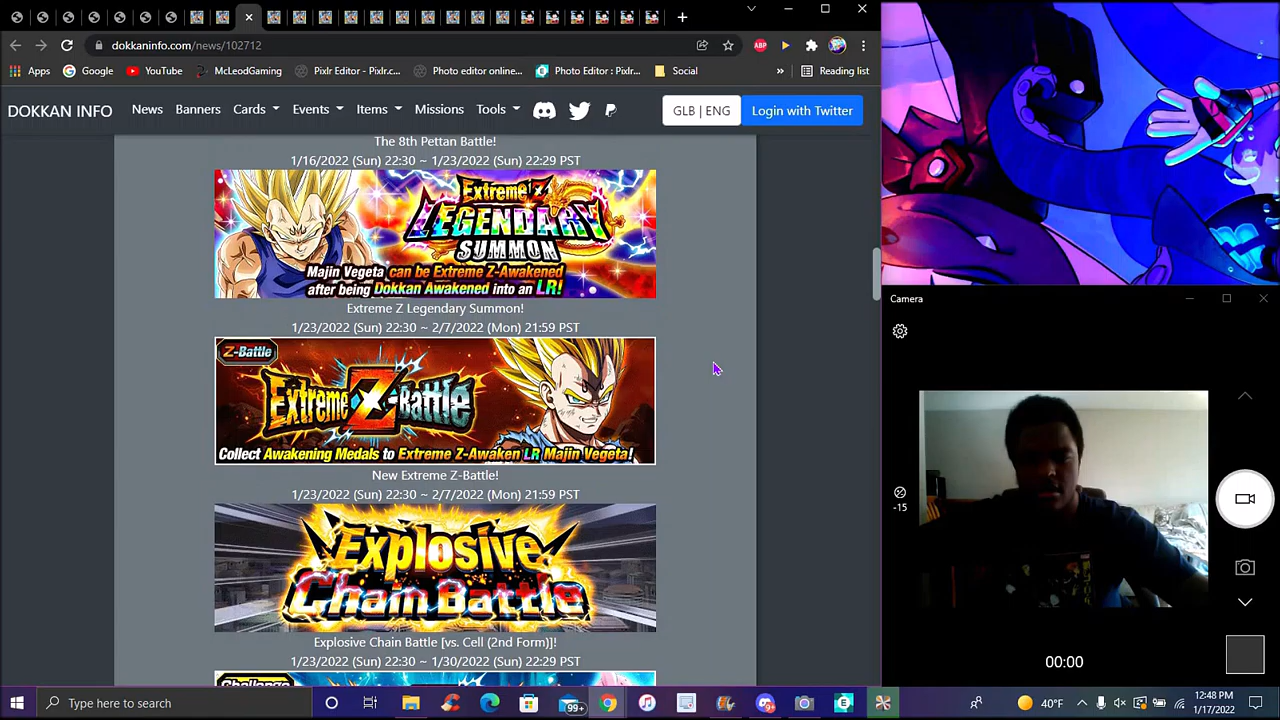 dokkaninfo.com/news/102712
ABP
Apps
Google
YouTube
McLeodGaming
Pixlr Editor - Pixlr.c...
Photo editor online...
Photo Editor : Pixlr...
Social
»
Reading list
DOKKAN INFO
News
Banners
Cards
Events
Items
Missions
Tools
GLB | ENG
Login with Twitter
The 8th Pettan Battle!
1/16/2022 (Sun) 22:30 ~ 1/23/2022 (Sun) 22:29 PST
Extreme Z
LEGENDARY
SUMMON
Majin Vegeta can be Extreme Z-Awakened
after being Dokkan Awakened into an LR!
Extreme Z Legendary Summon!
1/23/2022 (Sun) 22:30 ~ 2/7/2022 (Mon) 21:59 PST
Z-Battle
Extreme Z-Battle
Collect Awakening Medals to Extreme Z-Awaken LR Majin Vegeta!
New Extreme Z-Battle!
1/23/2022 (Sun) 22:30 ~ 2/7/2022 (Mon) 21:59 PST
Explosive
Chain Battle
Explosive Chain Battle [vs. Cell (2nd Form)]!
1/23/2022 (Sun) 22:30 ~ 1/30/2022 (Sun) 22:29 PST
Challenge
Camera
-15
00:00
Type here to search
99+
40°F
12:48 PM
1/17/2022